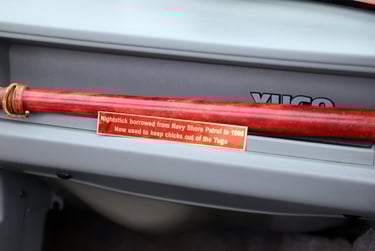 YUGO
Nightstick borrowed from Navy Shore Patrol in 1966
Now used to keep chicks out of the Yugo